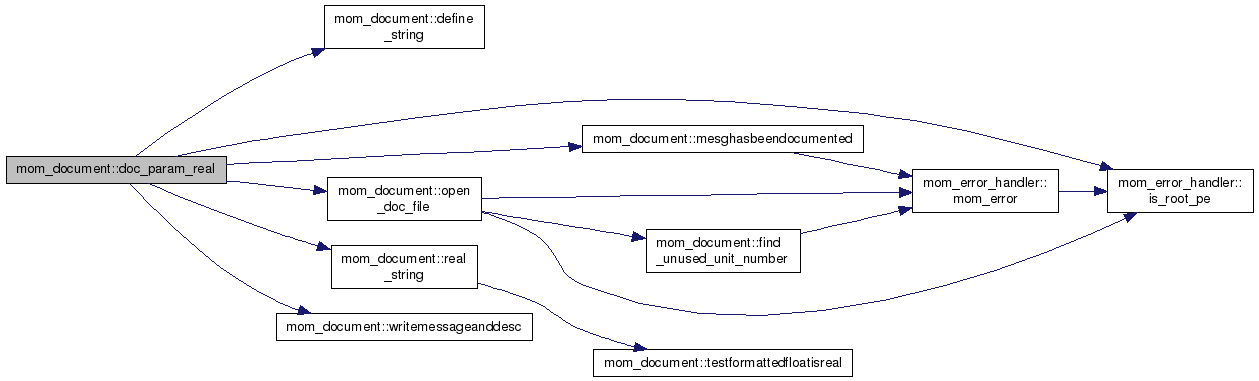 mom_document::define
_string
mom_document::doc_param_real
mom_document::mesghasbeendocumented
mom_document::open
_doc_file
mom_error_handler::
mom_error
mom_error_handler::
is_root_pe
mom_document::find
_unused_unit_number
mom_document::real
_string
mom_document::writemessageanddesc
mom_document::testformattedfloatisreal